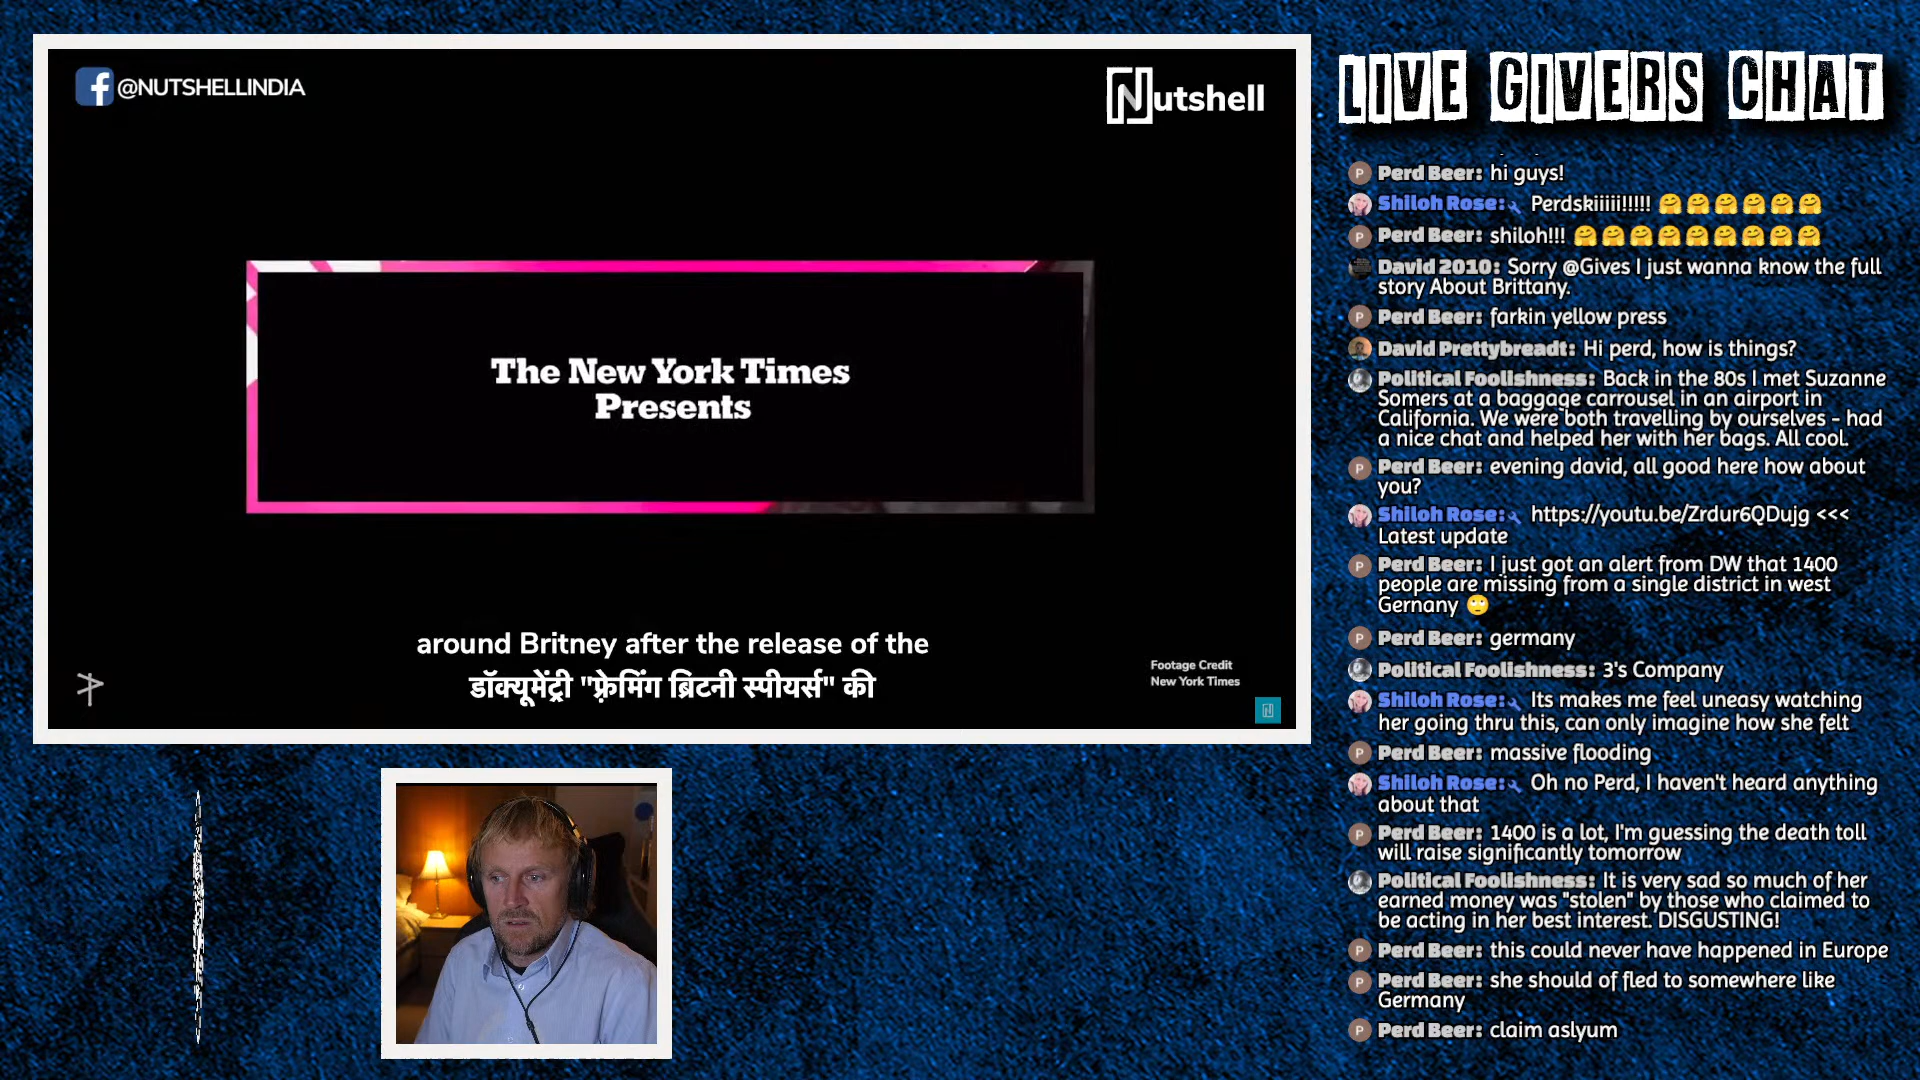 @NUTSHELLINDIA
Nutshell
The New York Times
Presents
around Britney after the release of the
डॉक्यूमेंट्री "फ़्रेमिंग ब्रिटनी स्पीयर्स" की
Footage Credit
New York Times
LIVE GIVERS CHAT
Perd Beer: hi guys!
Shiloh Rose: Perdskiiiii!!!!! 🤗🤗🤗🤗🤗🤗
Perd Beer: shiloh!!! 🤗🤗🤗🤗🤗🤗🤗🤗🤗
David 2010: Sorry @Gives I just wanna know the full
story About Brittany.
Perd Beer: farkin yellow press
David Prettybreadt: Hi perd, how is things?
Political Foolishness: Back in the 80s I met Suzanne
Somers at a baggage carrousel in an airport in
California. We were both travelling by ourselves - had
a nice chat and helped her with her bags. All cool.
Perd Beer: evening david, all good here how about
you?
Shiloh Rose: https://youtu.be/Zrdur6QDujg <<<
Latest update
Perd Beer: I just got an alert from DW that 1400
people are missing from a single district in west
Gernany 🙄
Perd Beer: germany
Political Foolishness: 3's Company
Shiloh Rose: Its makes me feel uneasy watching
her going thru this, can only imagine how she felt
Perd Beer: massive flooding
Shiloh Rose: Oh no Perd, I haven't heard anything
about that
Perd Beer: 1400 is a lot, I'm guessing the death toll
will raise significantly tomorrow
Political Foolishness: It is very sad so much of her
earned money was "stolen" by those who claimed to
be acting in her best interest. DISGUSTING!
Perd Beer: this could never have happened in Europe
Perd Beer: she should of fled to somewhere like
Germany
Perd Beer: claim aslyum